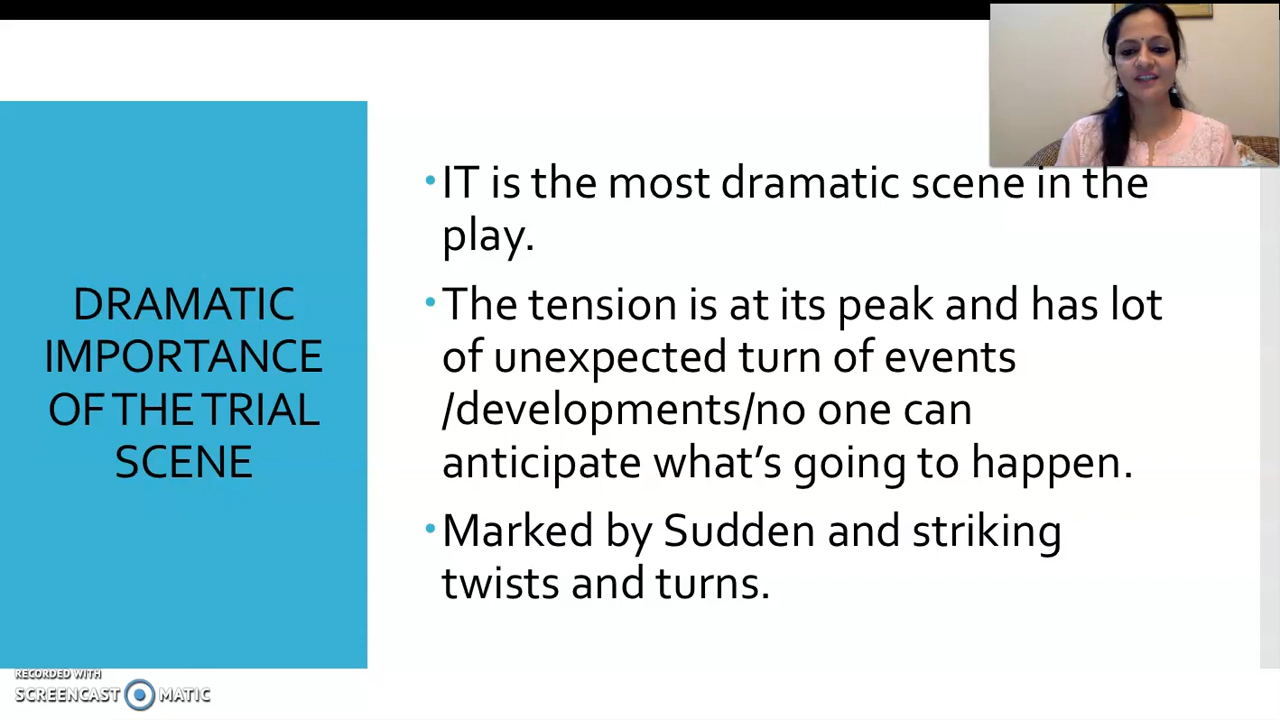 DRAMATIC
IMPORTANCE
OF THE TRIAL
SCENE
•IT is the most dramatic scene in the
play.
•The tension is at its peak and has lot
of unexpected turn of events
/developments/no one can
anticipate what's going to happen.
•Marked by Sudden and striking
twists and turns.
RECORDED WITH
SCREENCAST MATIC